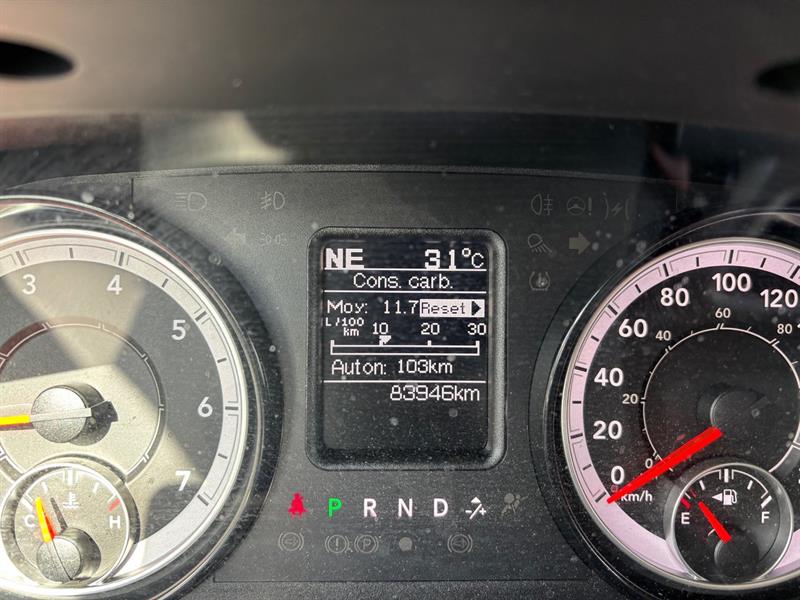 NE 31°C
Cons. carb.
Moy: 11.7 Reset
L/100 km 10 20 30
Auton: 103km
83946km
3 4 5 6 7
C H
0 20 40 60 80 100 120
0 20 40 60 80
km/h
E F
P R N D